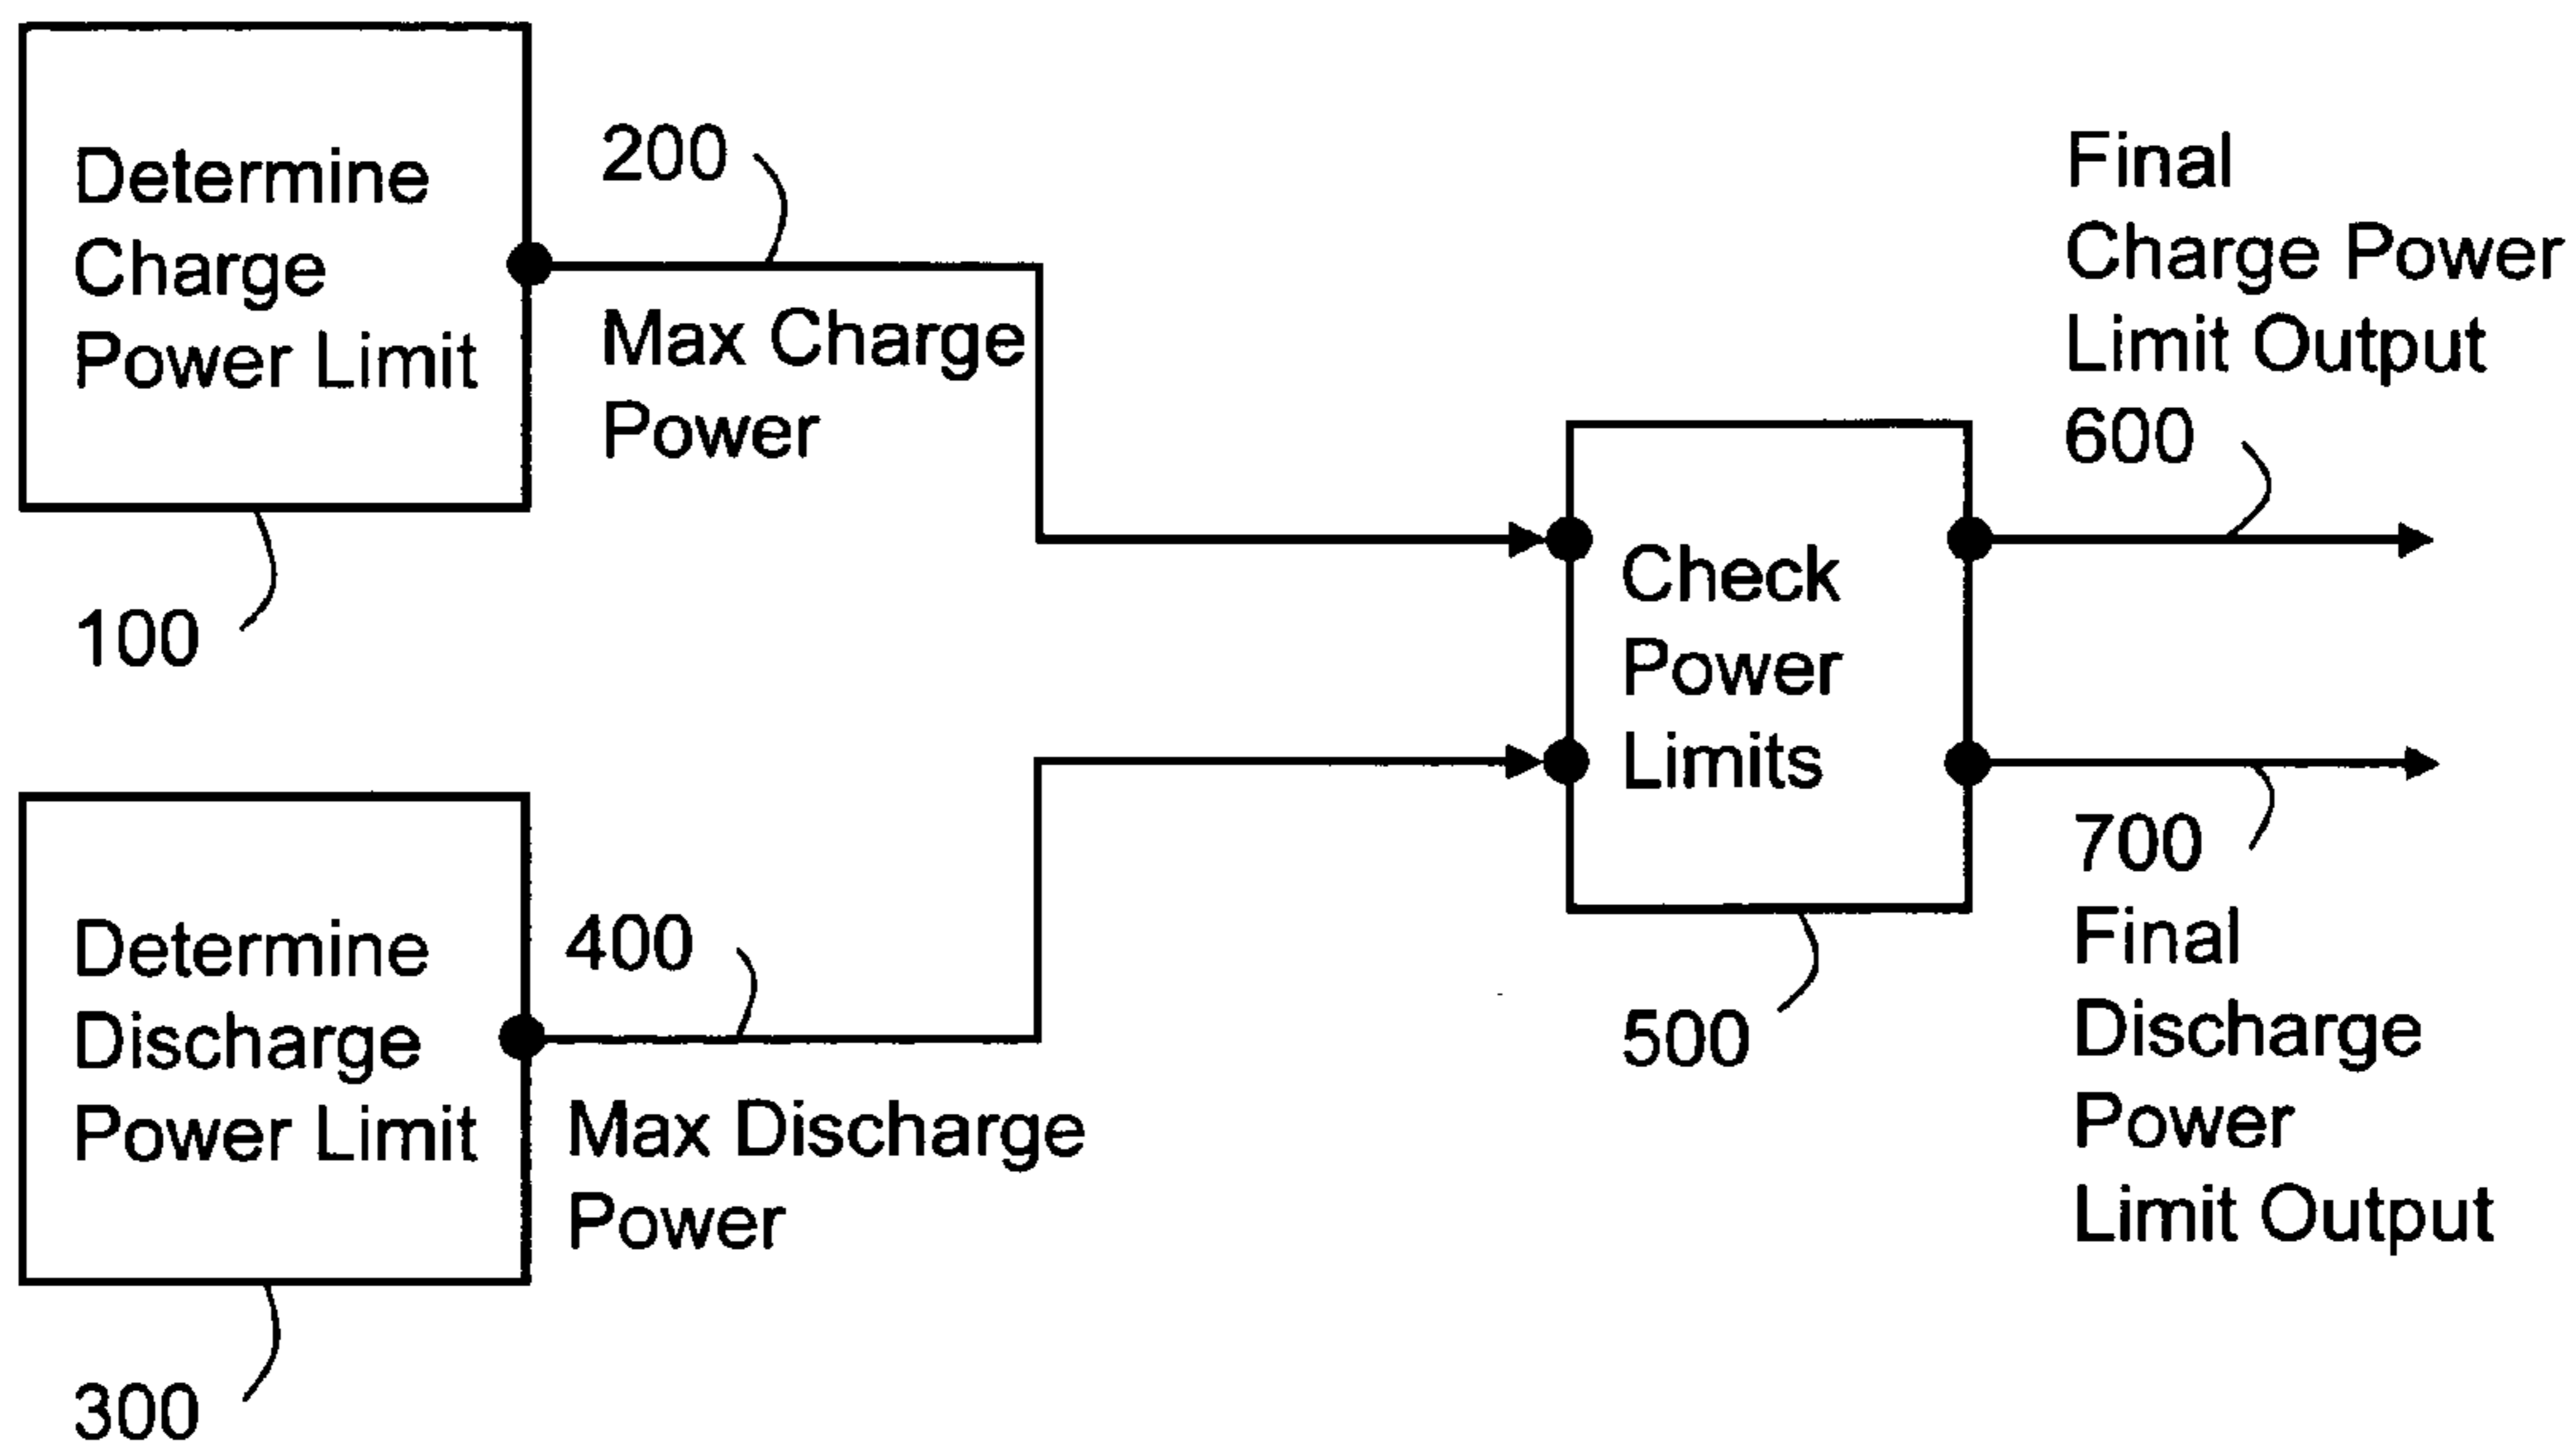 Determine
Charge
Power Limit
100
200
Max Charge
Power
Determine
Discharge
Power Limit
300
400
Max Discharge
Power
Check
Power
Limits
500
Final
Charge Power
Limit Output
600
700
Final
Discharge
Power
Limit Output